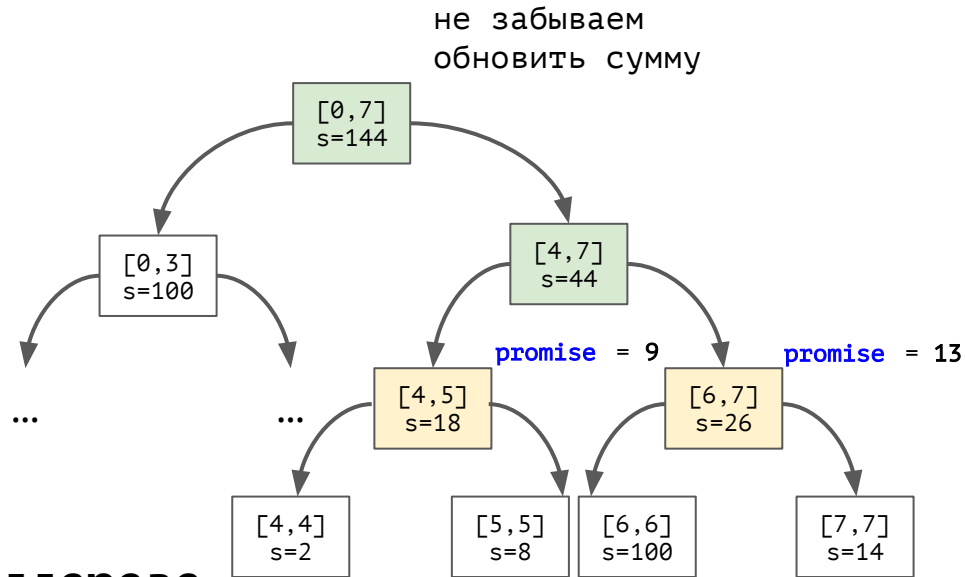 не забываем
обновить сумму
[0,7]
s=144
[0,3]
s=100
[4,7]
s=44
promise = 9
promise = 13
[4,5]
s=18
[6,7]
s=26
...
...
[4,4]
s=2
[5,5]
s=8
[6,6]
s=100
[7,7]
s=14